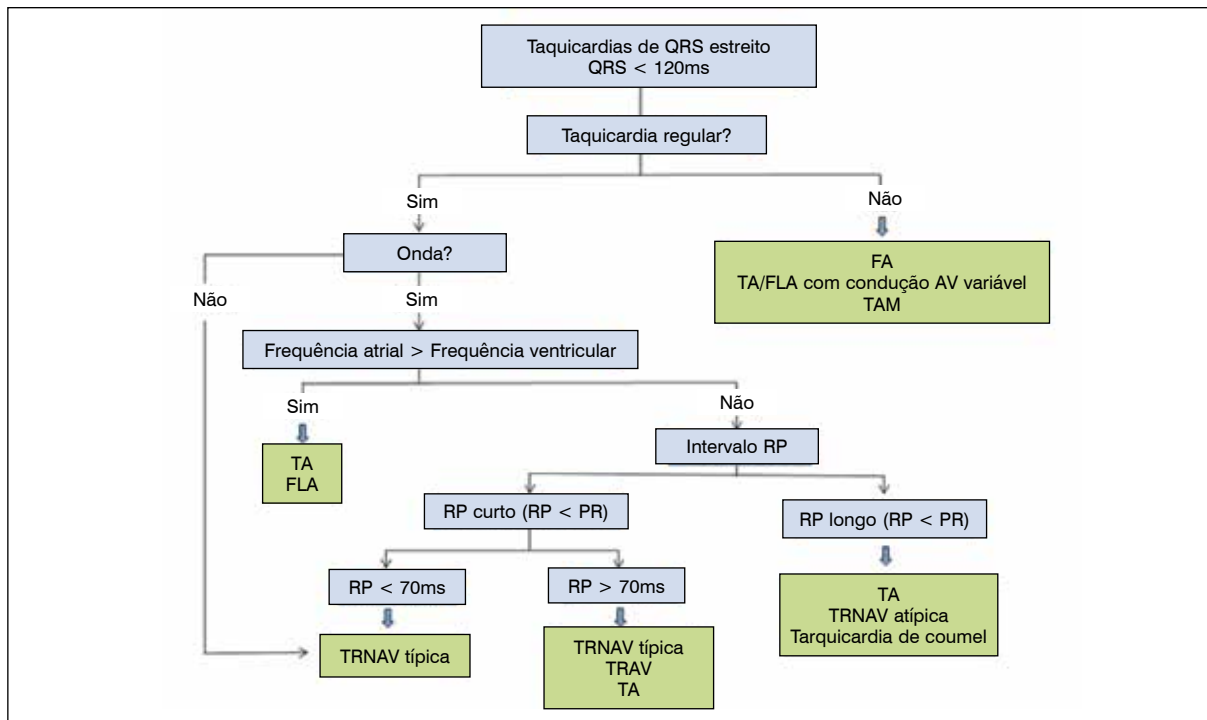 Taquicardias de QRS estreito
QRS < 120ms
Taquicardia regular?
Sim
Não
Onda?
FA
TA/FLA com condução AV variável
TAM
Não
Sim
Frequência atrial > Frequência ventricular
Sim
Não
TA
FLA
Intervalo RP
RP curto (RP < PR)
RP longo (RP < PR)
RP < 70ms
RP > 70ms
TA
TRNAV atípica
Tarquicardia de coumel
TRNAV típica
TRNAV típica
TRAV
TA